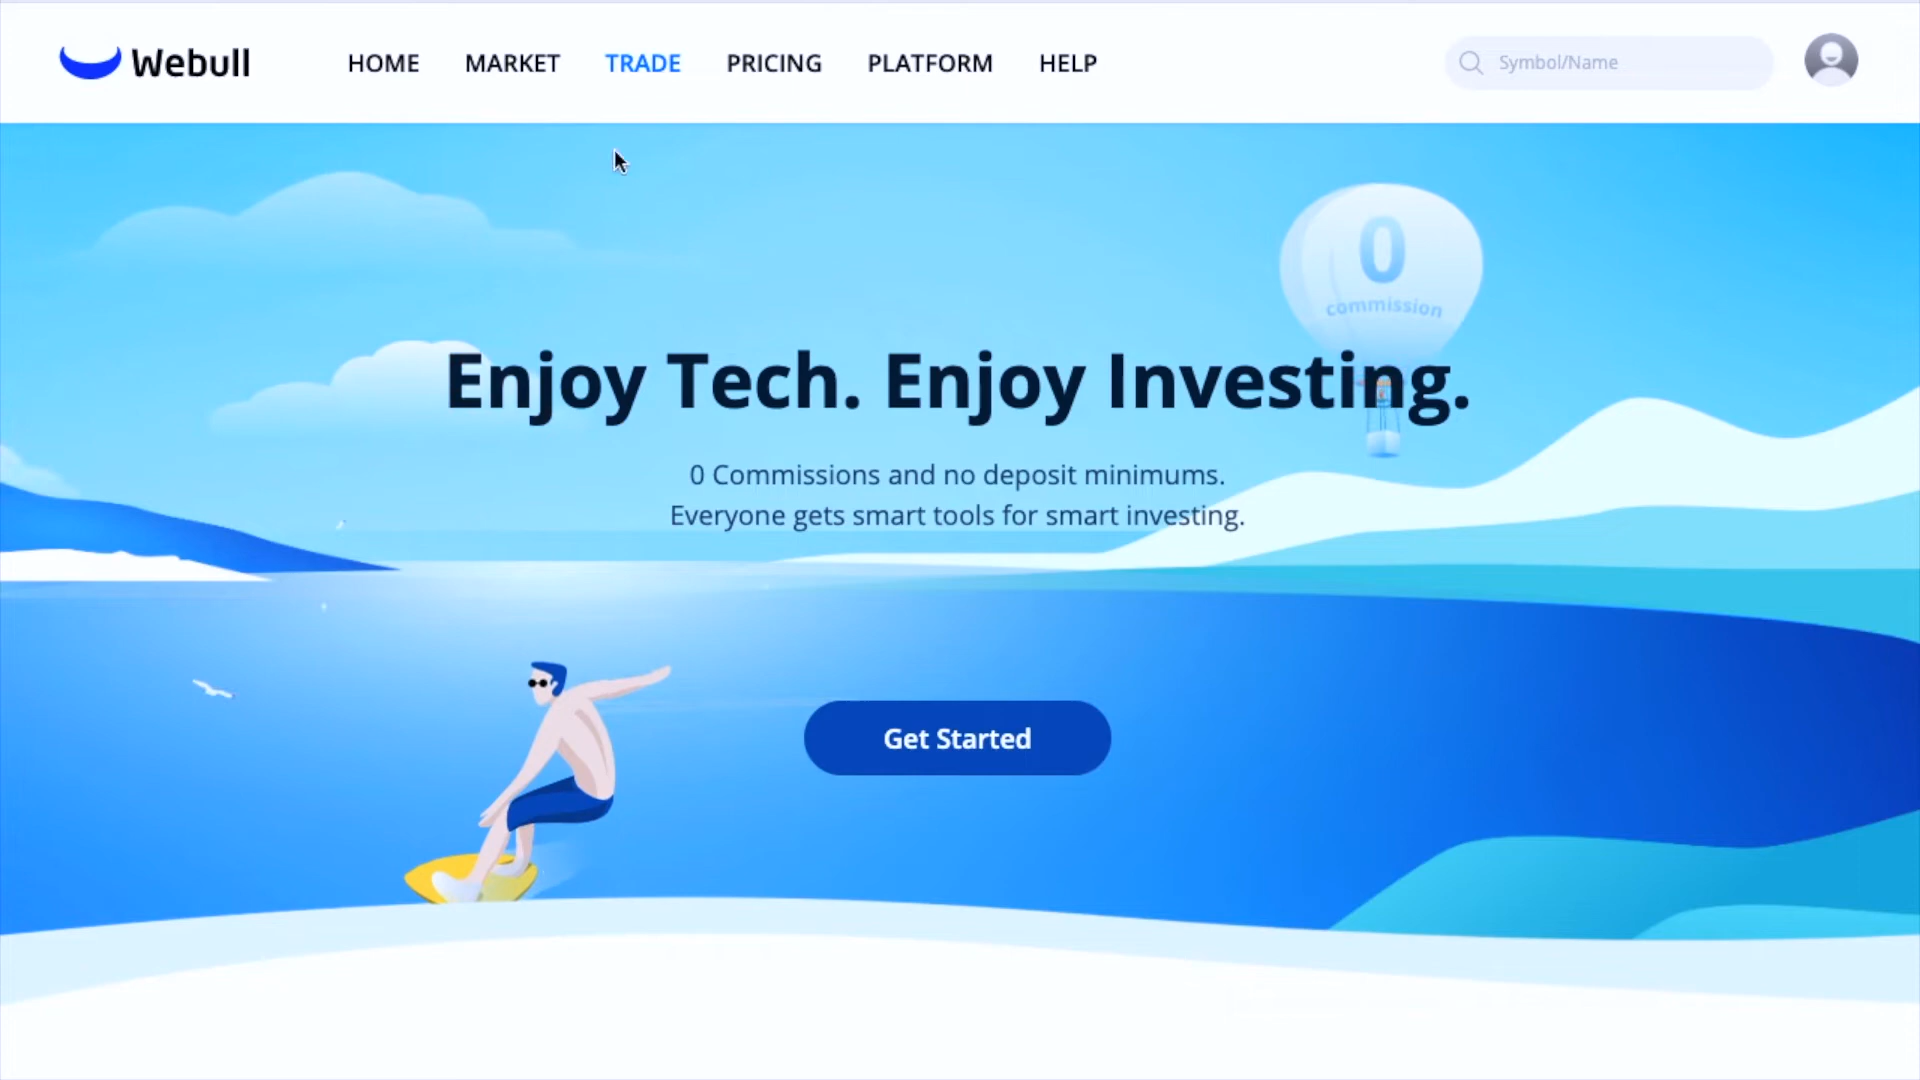 Webull
HOME MARKET TRADE PRICING PLATFORM HELP
Symbol/Name
0
commission
Enjoy Tech. Enjoy Investing.
0 Commissions and no deposit minimums.
Everyone gets smart tools for smart investing.
Get Started